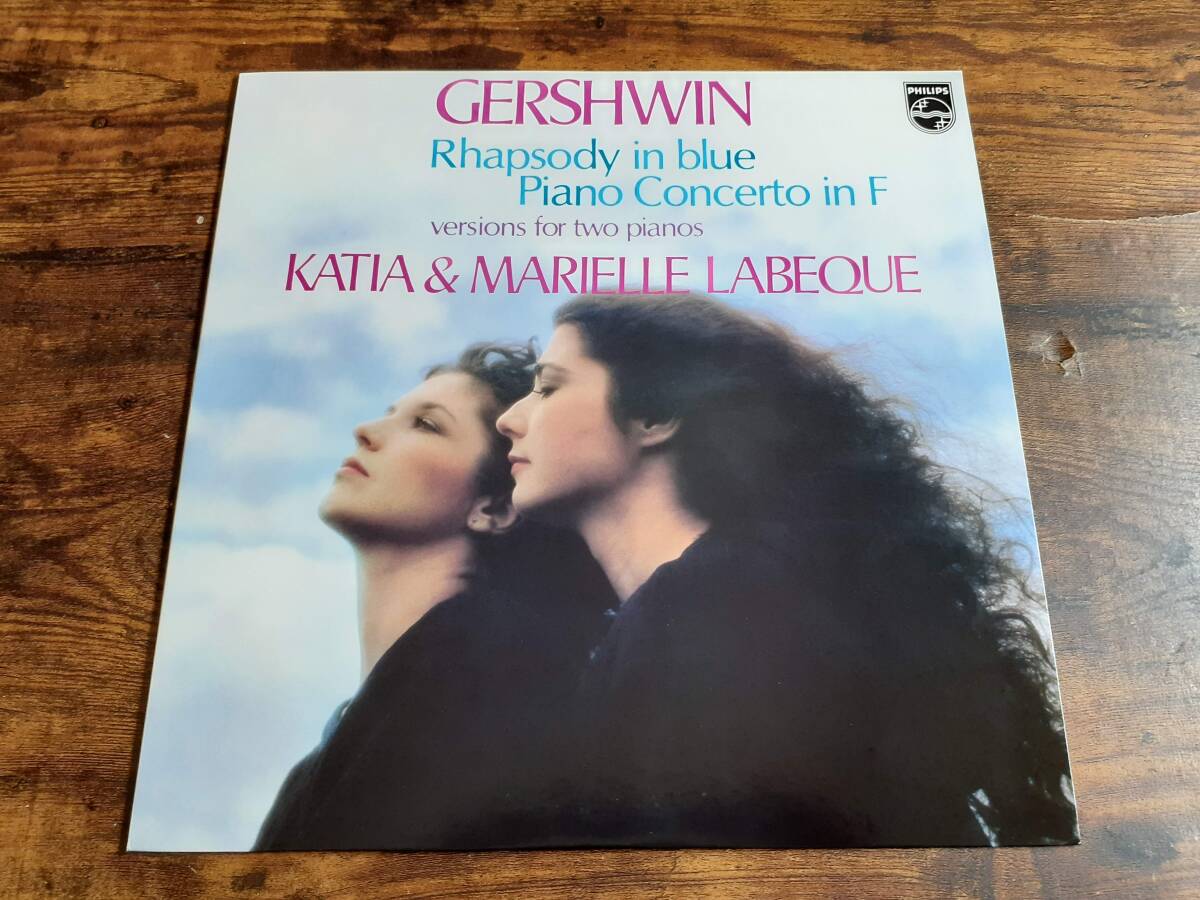 GERSHWIN
PHILIPS
Rhapsody in blue
Piano Concerto in F
versions for two pianos
KATIA & MARIELLE LABEQUE